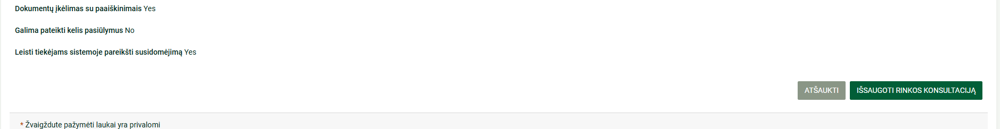 Dokumentų įkėlimas su paaiškinimais Yes
Galima pateikti kelis pasiūlymus No
Leisti tiekėjams sistemoje pareikšti susidomėjimą Yes
ATŠAUKTI
IŠSAUGOTI RINKOS KONSULTACIJĄ
* Žvaigždute pažymėti laukai yra privalomi